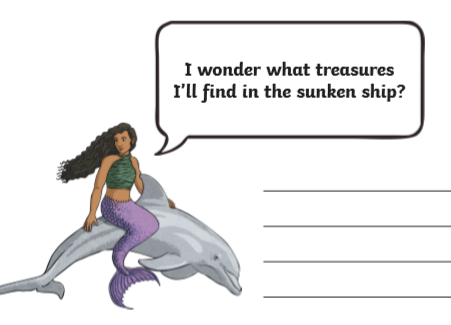 I wonder what treasures
I'll find in the sunken ship?